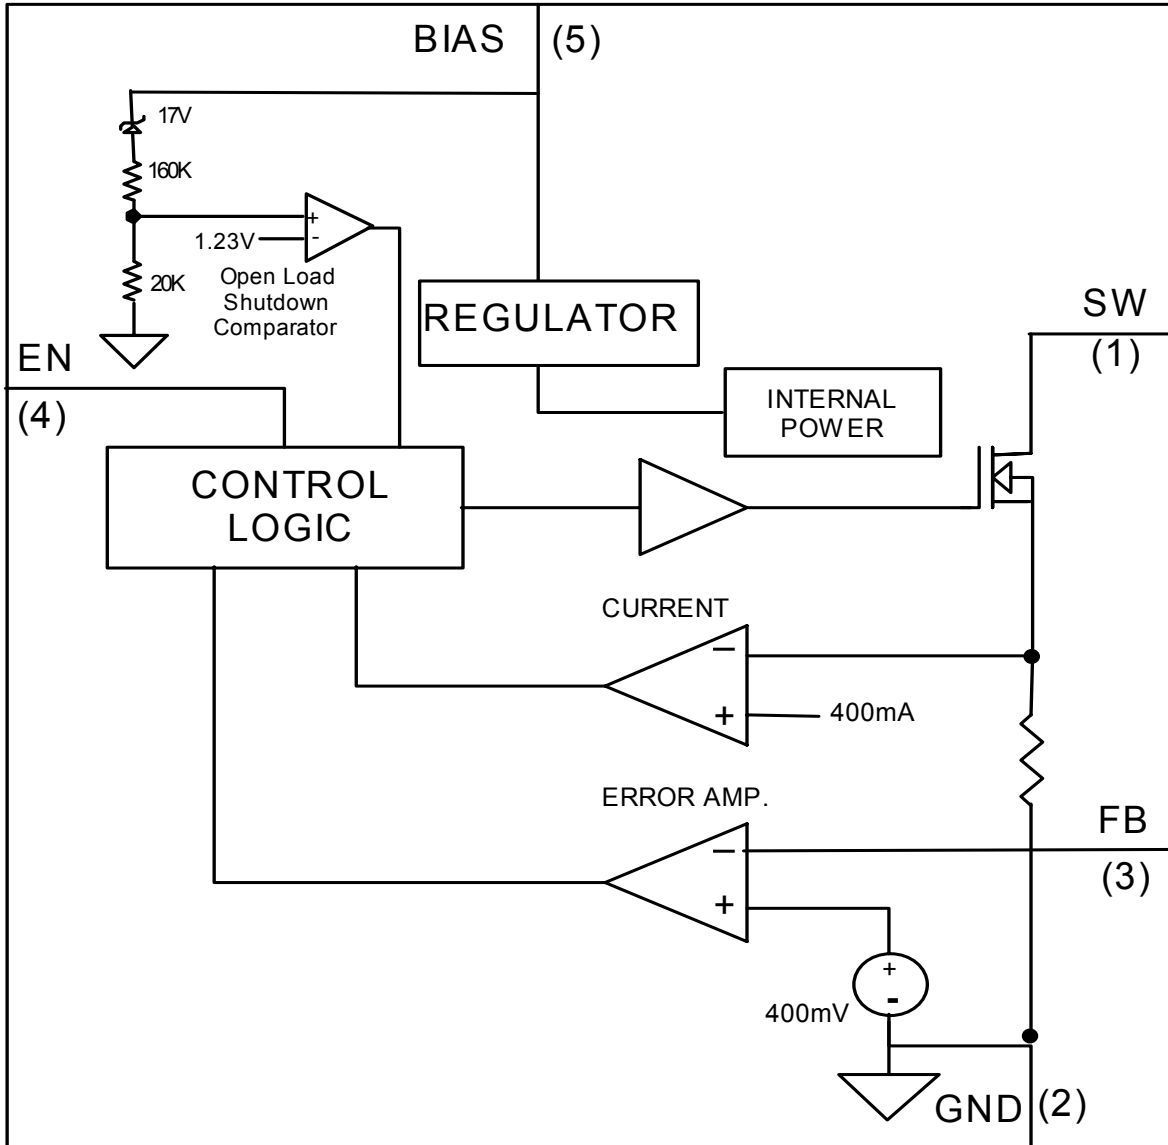 BIAS (5)
17V
160K
+
1.23V -
20K
Open Load
Shutdown
Comparator
REGULATOR
SW
(1)
EN
(4)
INTERNAL
POWER
CONTROL
LOGIC
CURRENT
−
+ 400mA
ERROR AMP.
−
FB
(3)
+
+
-
400mV
GND (2)